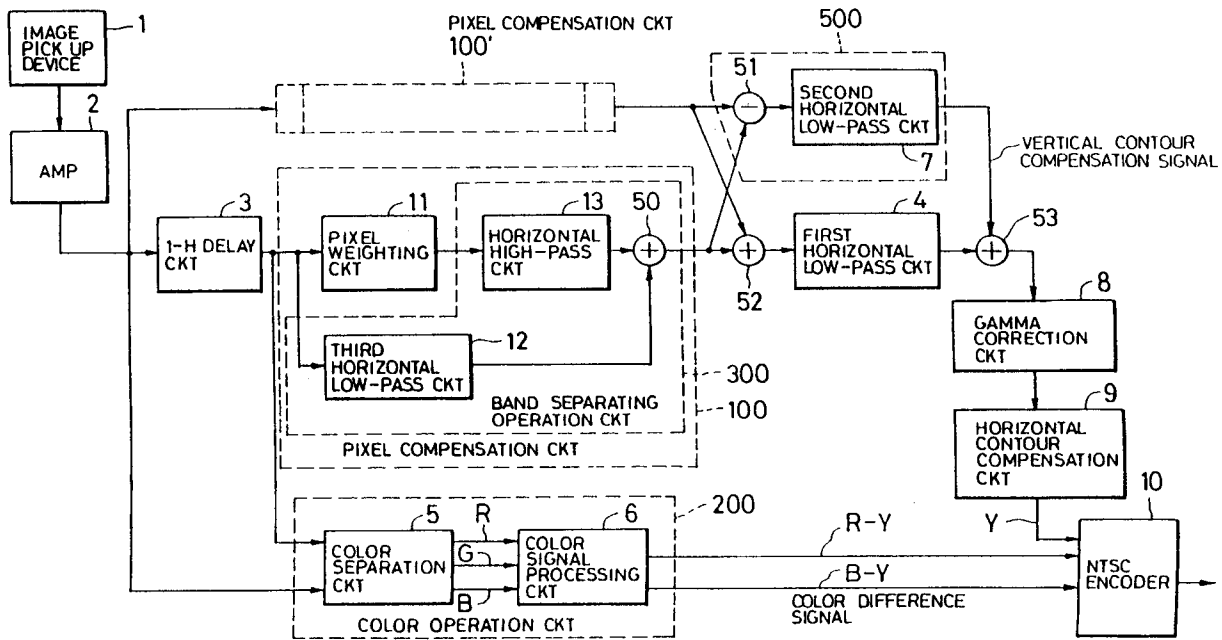 IMAGE
PICK UP
DEVICE
1
2
AMP
PIXEL COMPENSATION CKT
100'
500
51
−
SECOND
HORIZONTAL
LOW-PASS CKT
7
VERTICAL CONTOUR
COMPENSATION SIGNAL
3
1-H DELAY
CKT
11
PIXEL
WEIGHTING
CKT
13
HORIZONTAL
HIGH-PASS
CKT
50
+
+
52
4
FIRST
HORIZONTAL
LOW-PASS CKT
+
53
THIRD
HORIZONTAL
LOW-PASS CKT
12
BAND SEPARATING
OPERATION CKT
300
100
PIXEL COMPENSATION CKT
8
GAMMA
CORRECTION
CKT
9
HORIZONTAL
CONTOUR
COMPENSATION
CKT
200
5
COLOR
SEPARATION
CKT
R
G
B
6
COLOR
SIGNAL
PROCESSING
CKT
COLOR OPERATION CKT
R-Y
B-Y
COLOR DIFFERENCE
SIGNAL
Y
10
NTSC
ENCODER